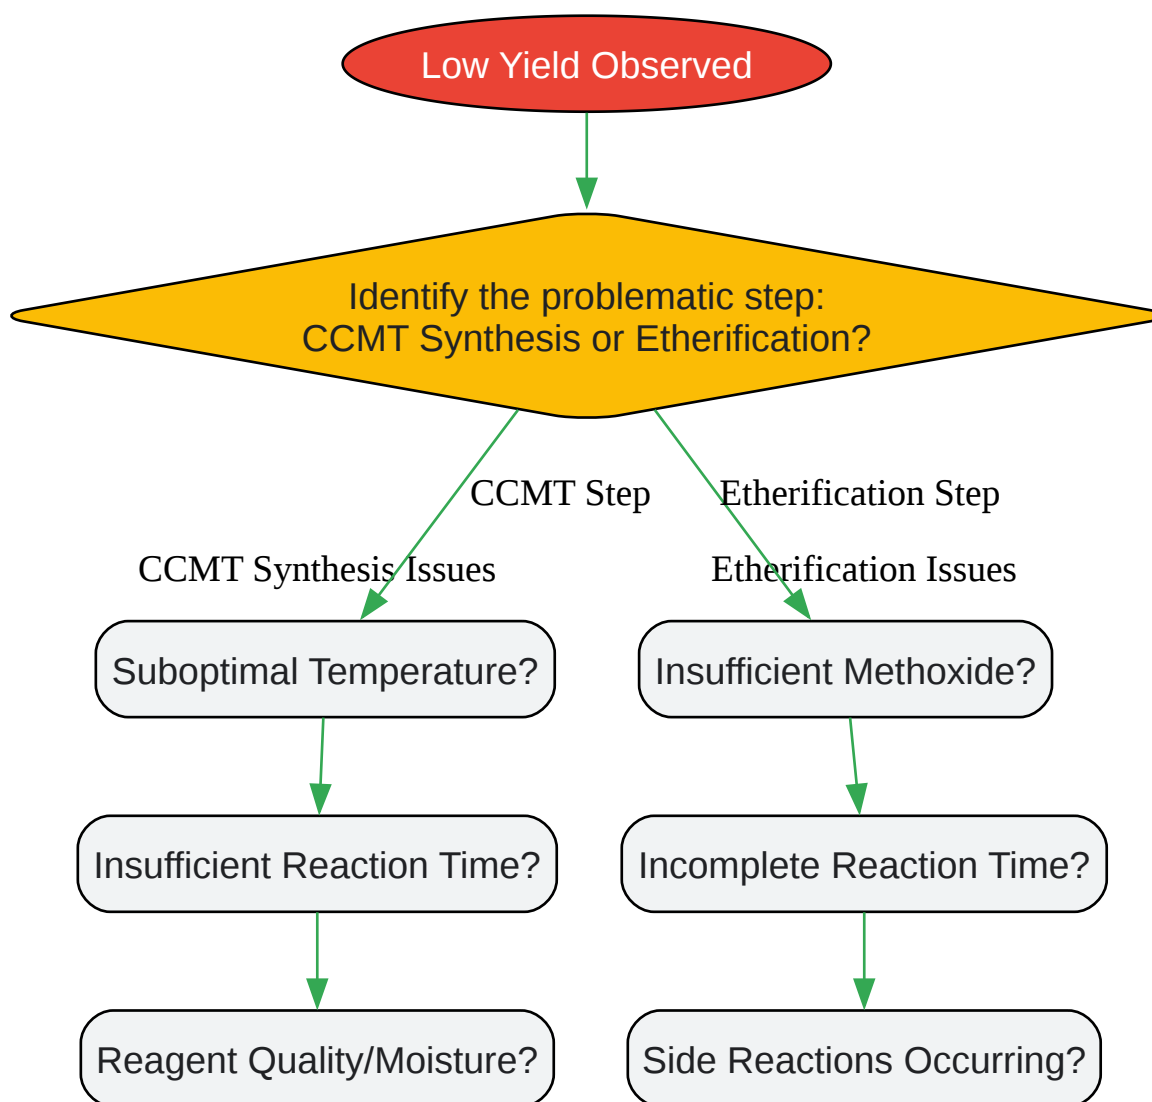 Low Yield Observed
Identify the problematic step:
CCMT Synthesis or Etherification?
CCMT Step
Etherification Step
CCMT Synthesis Issues
Etherification Issues
Suboptimal Temperature?
Insufficient Methoxide?
Insufficient Reaction Time?
Incomplete Reaction Time?
Reagent Quality/Moisture?
Side Reactions Occurring?